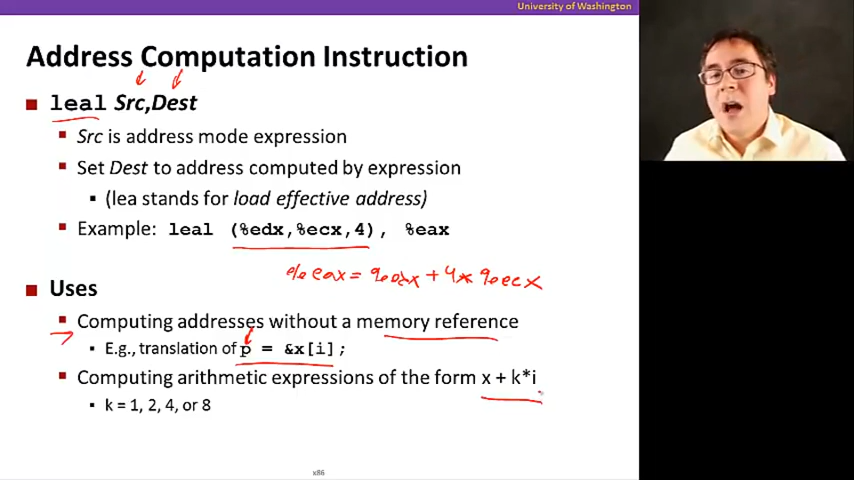 University of Washington
Address Computation Instruction
leal Src,Dest
Src is address mode expression
Set Dest to address computed by expression
(lea stands for load effective address)
Example: leal (%edx,%ecx,4), %eax
%eax = %edx + 4* %ecx
Uses
Computing addresses without a memory reference
E.g., translation of p = &x[i];
Computing arithmetic expressions of the form x + k*i
k = 1, 2, 4, or 8
x86